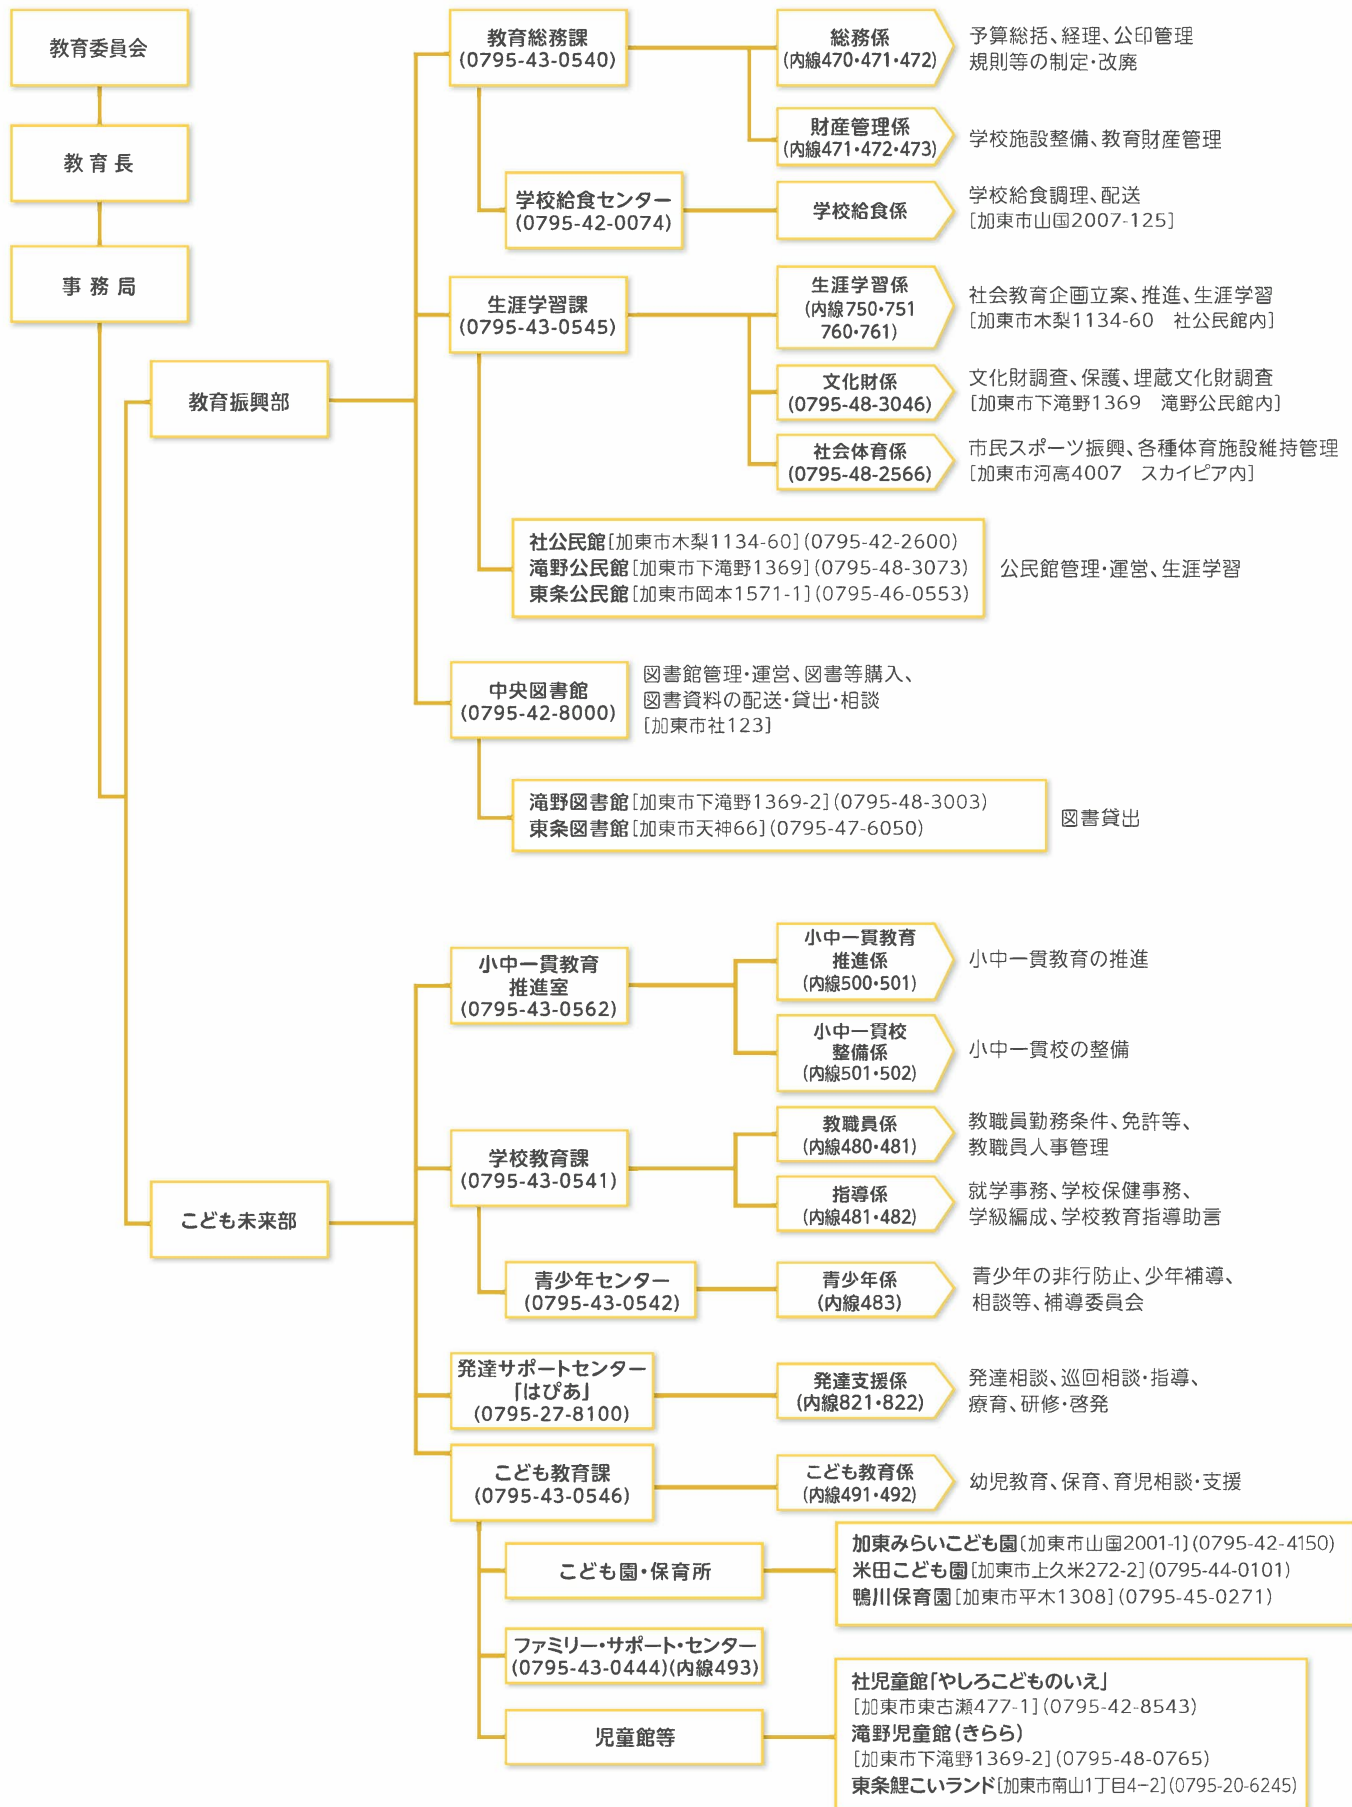 教育委員会
教育長
事務局
教育振興部
教育総務課
(0795-43-0540)
総務係
(内線470・471・472)
予算総括、経理、公印管理
規則等の制定・改廃
財産管理係
(内線471・472・473)
学校施設整備、教育財産管理
学校給食センター
(0795-42-0074)
学校給食係
学校給食調理、配送
[加東市山国2007-125]
生涯学習課
(0795-43-0545)
生涯学習係
(内線750・751
760・761)
社会教育企画立案、推進、生涯学習
[加東市木梨1134-60　社公民館内]
文化財係
(0795-48-3046)
文化財調査、保護、埋蔵文化財調査
[加東市下滝野1369　滝野公民館内]
社会体育係
(0795-48-2566)
市民スポーツ振興、各種体育施設維持管理
[加東市河高4007　スカイピア内]
社公民館[加東市木梨1134-60](0795-42-2600)
滝野公民館[加東市下滝野1369](0795-48-3073)
東条公民館[加東市岡本1571-1](0795-46-0553)
公民館管理・運営、生涯学習
中央図書館
(0795-42-8000)
図書館管理・運営、図書等購入、
図書資料の配送・貸出・相談
[加東市社123]
滝野図書館[加東市下滝野1369-2](0795-48-3003)
東条図書館[加東市天神66](0795-47-6050)
図書貸出
こども未来部
小中一貫教育
推進室
(0795-43-0562)
小中一貫教育
推進係
(内線500・501)
小中一貫教育の推進
小中一貫校
整備係
(内線501・502)
小中一貫校の整備
学校教育課
(0795-43-0541)
教職員係
(内線480・481)
教職員勤務条件、免許等、
教職員人事管理
指導係
(内線481・482)
就学事務、学校保健事務、
学級編成、学校教育指導助言
青少年センター
(0795-43-0542)
青少年係
(内線483)
青少年の非行防止、少年補導、
相談等、補導委員会
発達サポートセンター
「はぴあ」
(0795-27-8100)
発達支援係
(内線821・822)
発達相談、巡回相談・指導、
療育、研修・啓発
こども教育課
(0795-43-0546)
こども教育係
(内線491・492)
幼児教育、保育、育児相談・支援
こども園・保育所
加東みらいこども園[加東市山国2001-1](0795-42-4150)
米田こども園[加東市上久米272-2](0795-44-0101)
鴨川保育園[加東市平木1308](0795-45-0271)
ファミリー・サポート・センター
(0795-43-0444)(内線493)
児童館等
社児童館「やしろこどものいえ」
[加東市東古瀬477-1](0795-42-8543)
滝野児童館(きらら)
[加東市下滝野1369-2](0795-48-0765)
東条鯉こいランド[加東市南山1丁目4-2](0795-20-6245)